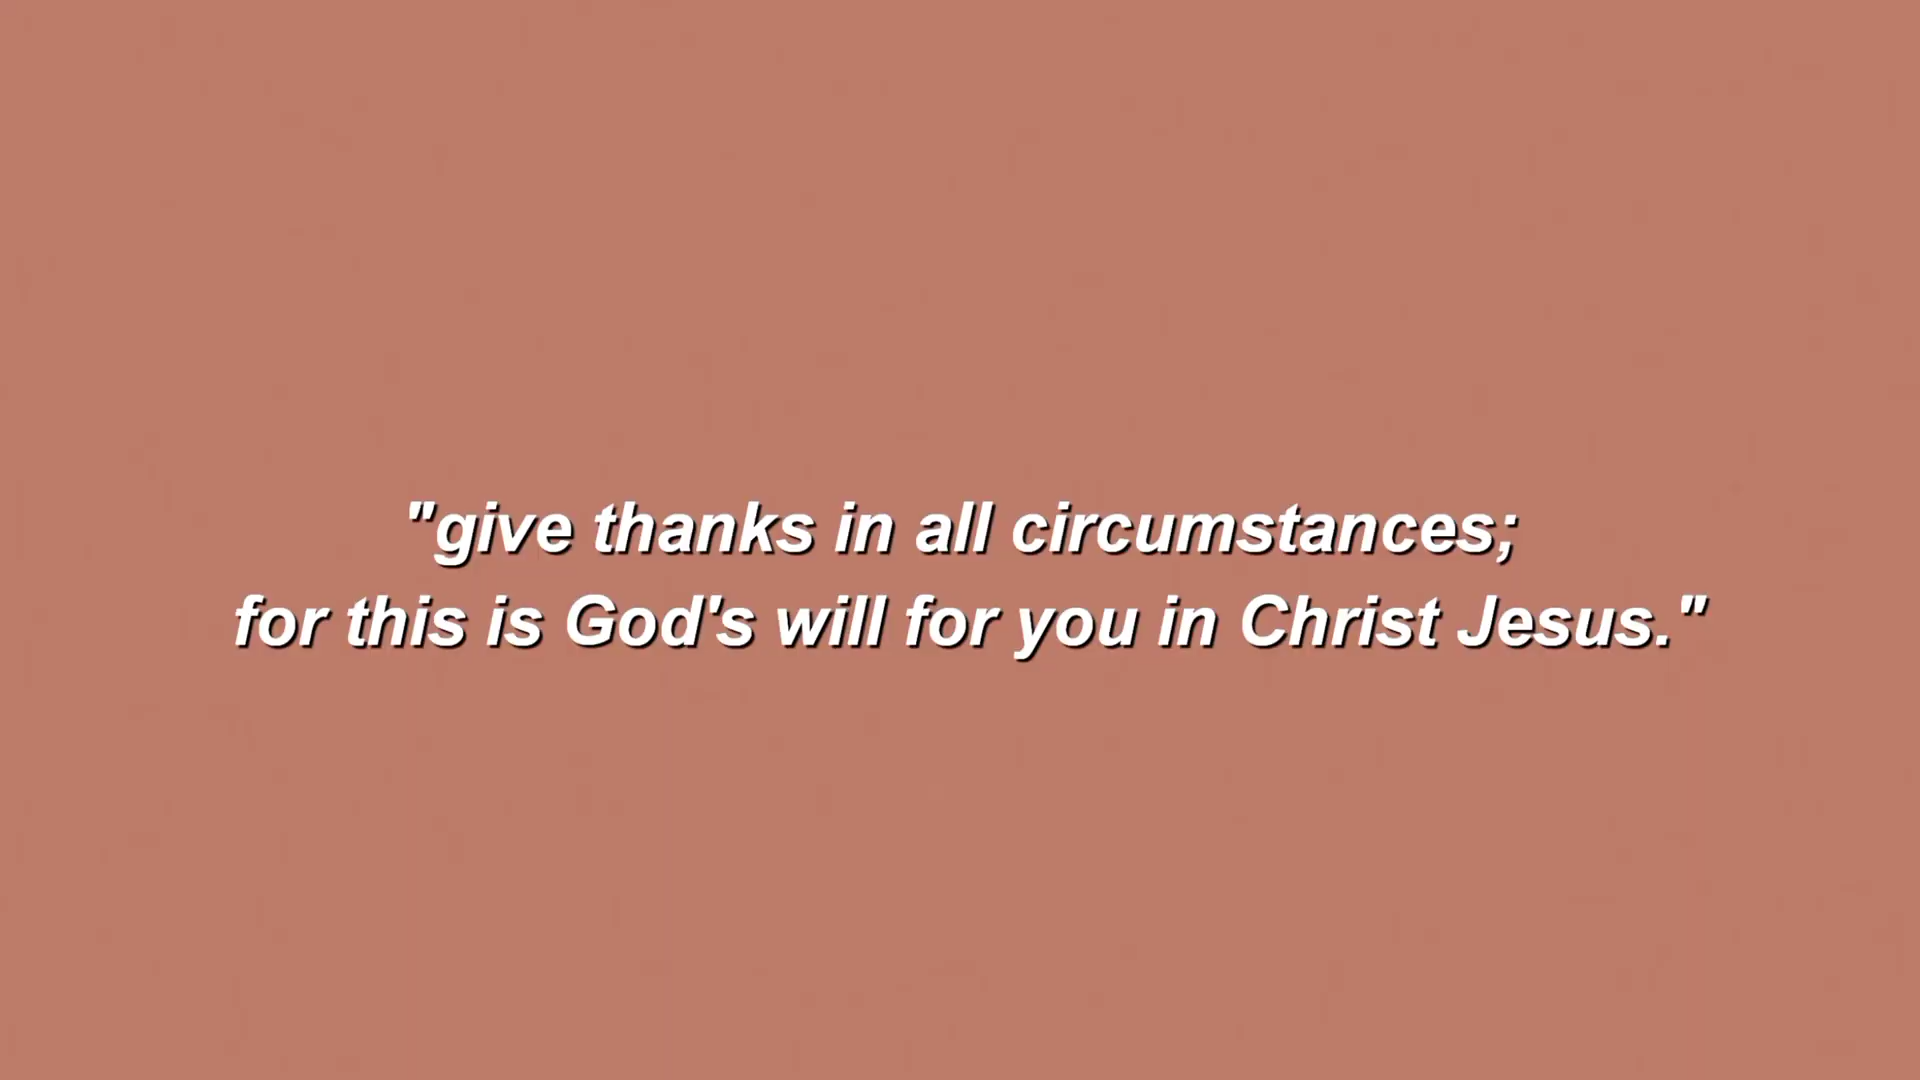 "give thanks in all circumstances;
for this is God's will for you in Christ Jesus."